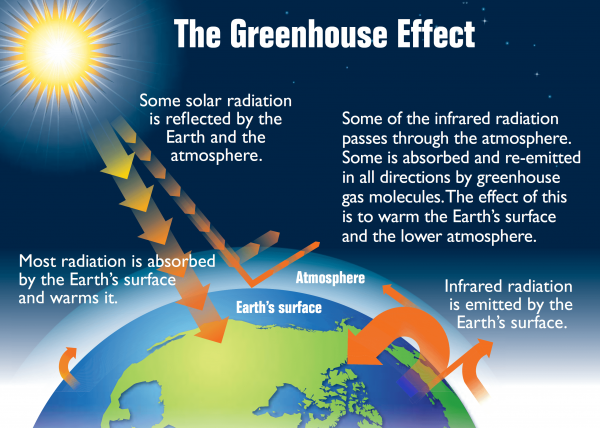 The Greenhouse Effect
Some solar radiation
is reflected by the
Earth and the
atmosphere.
Some of the infrared radiation
passes through the atmosphere.
Some is absorbed and re-emitted
in all directions by greenhouse
gas molecules. The effect of this
is to warm the Earth's surface
and the lower atmosphere.
Most radiation is absorbed
by the Earth's surface
and warms it.
Atmosphere
Earth's surface
Infrared radiation
is emitted by the
Earth's surface.